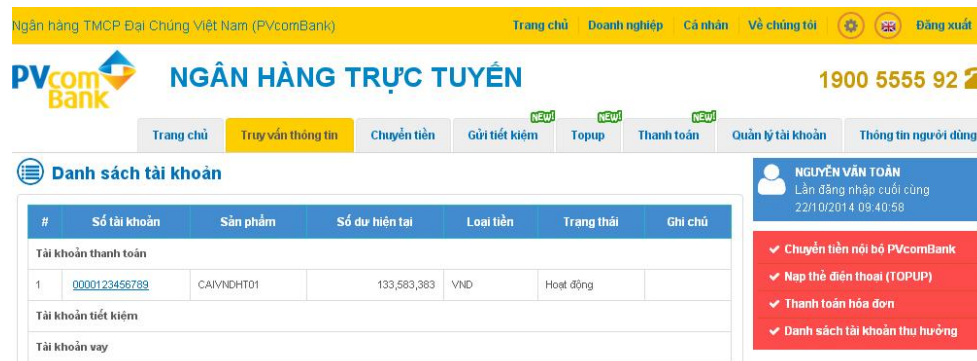 Ngân hàng TMCP Đại Chúng Việt Nam (PVcomBank) Trang chủ Doanh nghiệp Cá nhân Về chúng tôi Đăng xuất
PVcom Bank NGÂN HÀNG TRỰC TUYẾN 1900 5555 92
NEW! NEW! NEW!
Trang chủ Truy vấn thông tin Chuyển tiền Gửi tiết kiệm Topup Thanh toán Quản lý tài khoản Thông tin người dùng
Danh sách tài khoản
NGUYỄN VĂN TOÀN
Lần đăng nhập cuối cùng
22/10/2014 09:40:58
# Số tài khoản Sản phẩm Số dư hiện tại Loại tiền Trạng thái Ghi chú
Tài khoản thanh toán
1 0000123456789 CAIVNDHT01 133,583,383 VND Hoạt động
Tài khoản tiết kiệm
Tài khoản vay
Chuyển tiền nội bộ PVcomBank
Nạp thẻ điện thoại (TOPUP)
Thanh toán hóa đơn
Danh sách tài khoản thụ hưởng